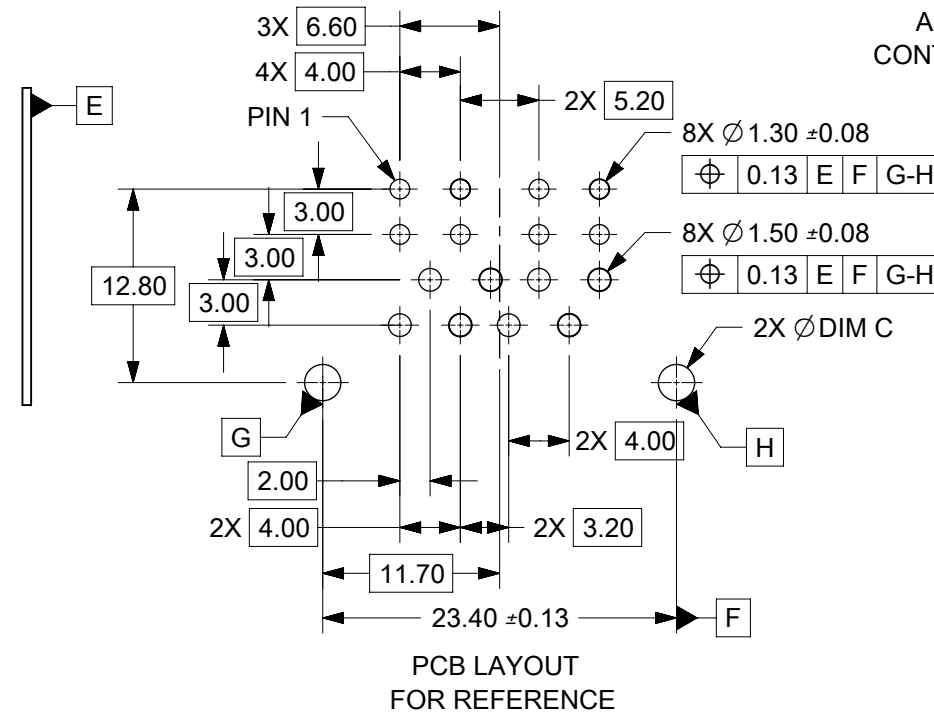 3X 6.60
A
CONT
4X 4.00
E
2X 5.20
PIN 1
8X ∅1.30 ±0.08
⌖ 0.13 E F G-H
3.00
8X ∅1.50 ±0.08
3.00
⌖ 0.13 E F G-H
12.80
3.00
2X ∅DIM C
G
2X 4.00
H
2.00
2X 4.00
2X 3.20
11.70
23.40 ±0.13
F
PCB LAYOUT
FOR REFERENCE